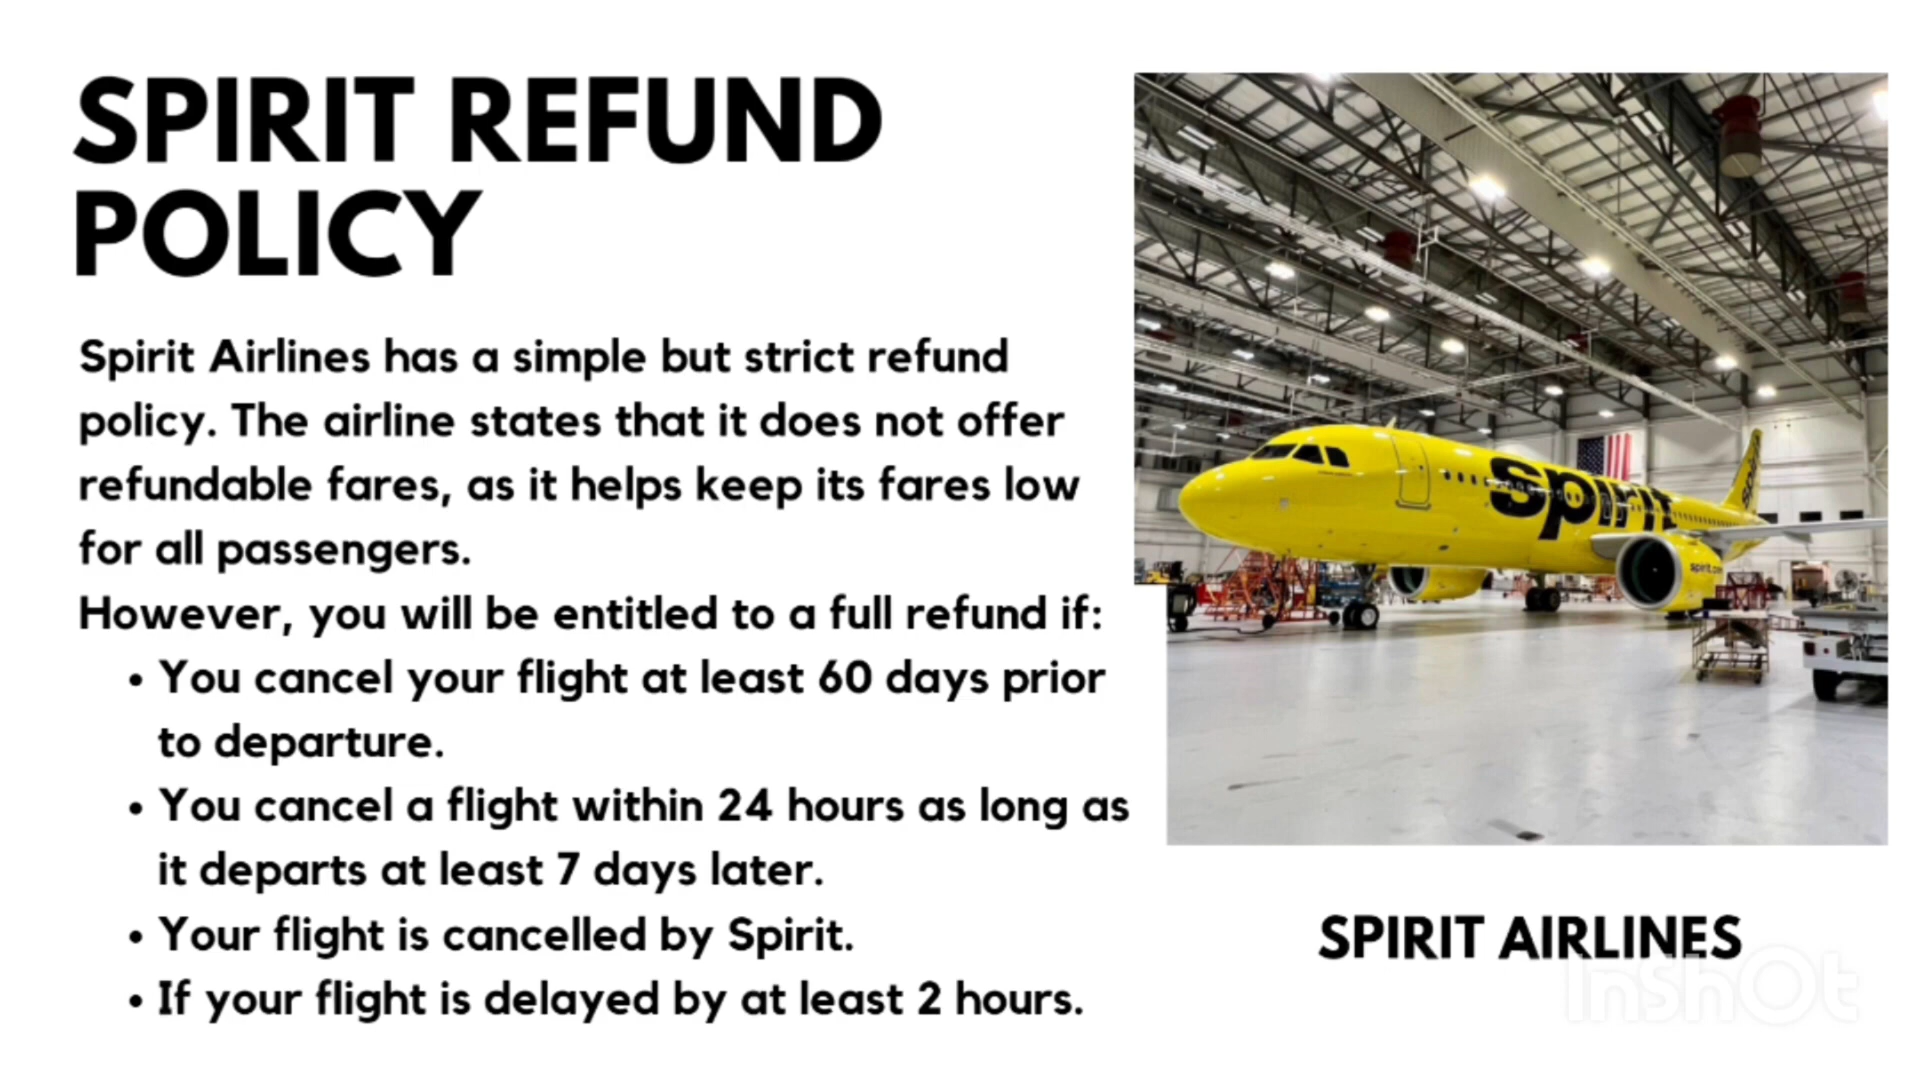 SPIRIT REFUND
POLICY
Spirit Airlines has a simple but strict refund
policy. The airline states that it does not offer
refundable fares, as it helps keep its fares low
for all passengers.
However, you will be entitled to a full refund if:
• You cancel your flight at least 60 days prior
to departure.
• You cancel a flight within 24 hours as long as
it departs at least 7 days later.
• Your flight is cancelled by Spirit.
• If your flight is delayed by at least 2 hours.
spirit
spirit
spirit.com
SPIRIT AIRLINES
InShOt